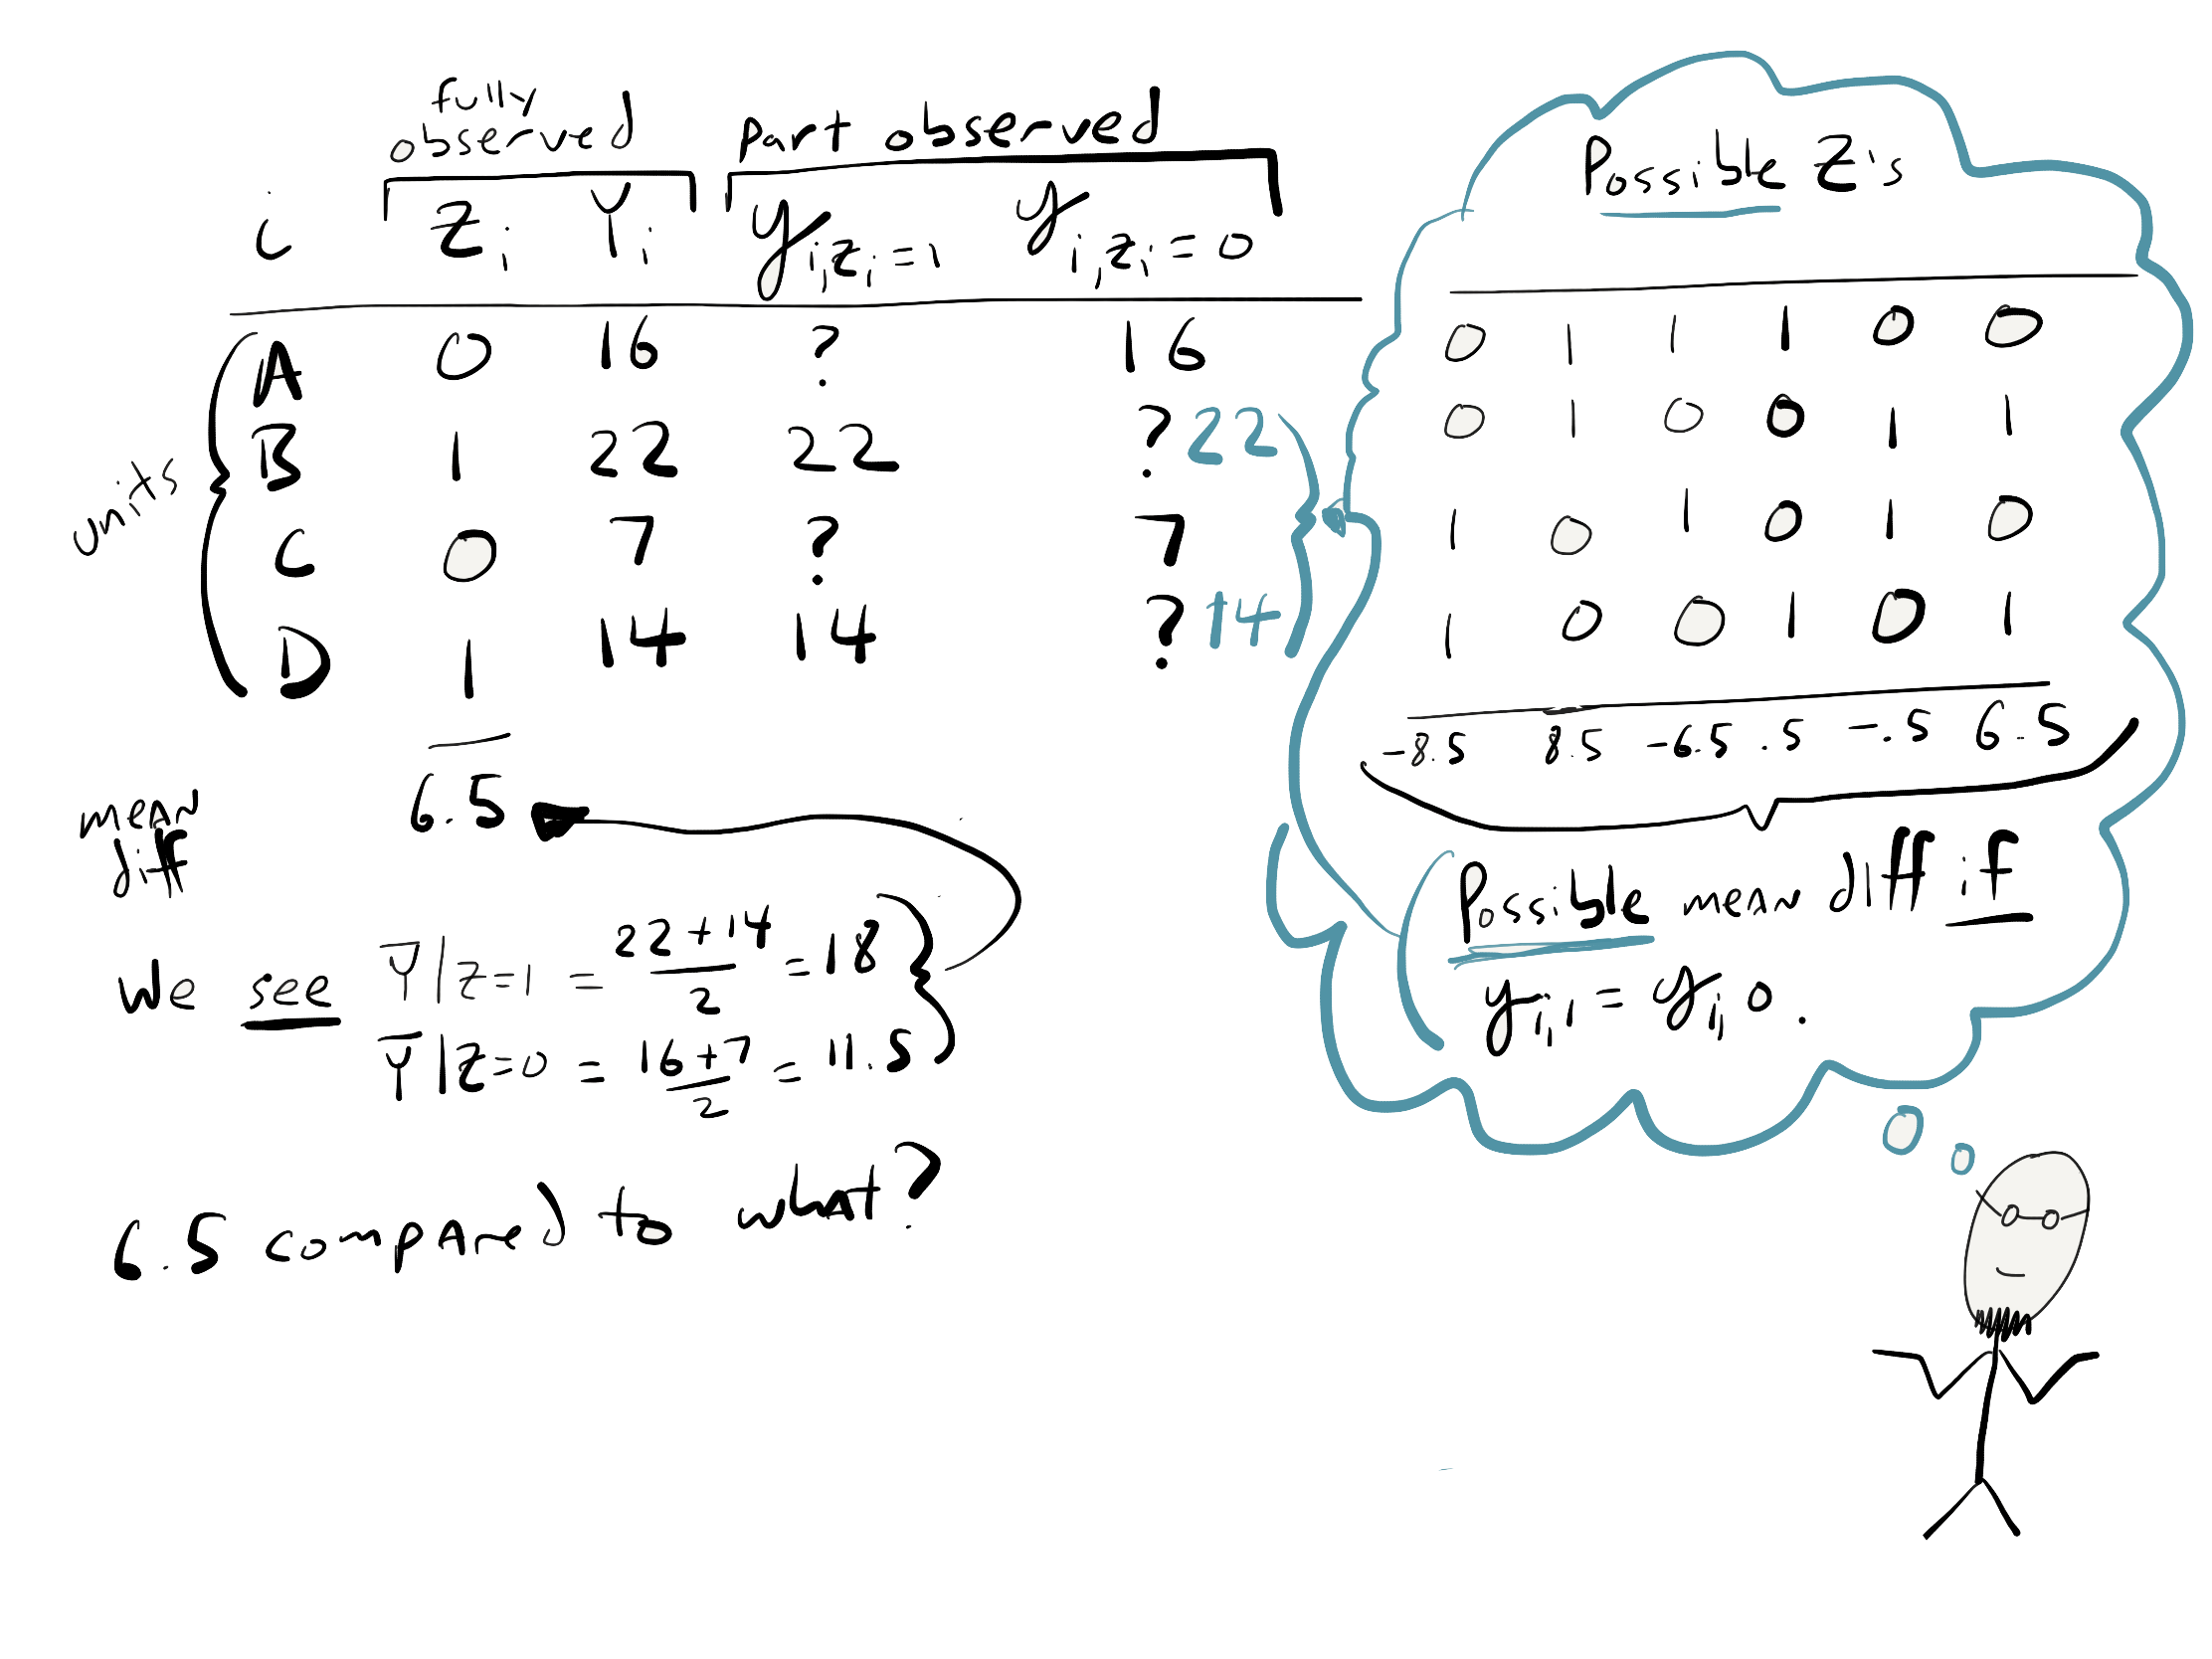 fully
observed
Part observed
i Z_i Y_i y_{i,z_i=1} y_{i,z_i=0}
units
A 0 16 ? 16
B 1 22 22 ? 22
C 0 7 ? 7
D 1 14 14 ? 14
mean
diff
6.5
We see Y̅|Z=1 = (22+14)/2 = 18
Y̅|Z=0 = (16+7)/2 = 11.5
6.5 compared to what?
Possible Z's
0 1 1 1 0 0
0 1 0 0 1 1
1 0 1 0 1 0
1 0 0 1 0 1
-8.5 8.5 -6.5 .5 -.5 6.5
Possible mean diff if
y_{i,1} = y_{i,0}.